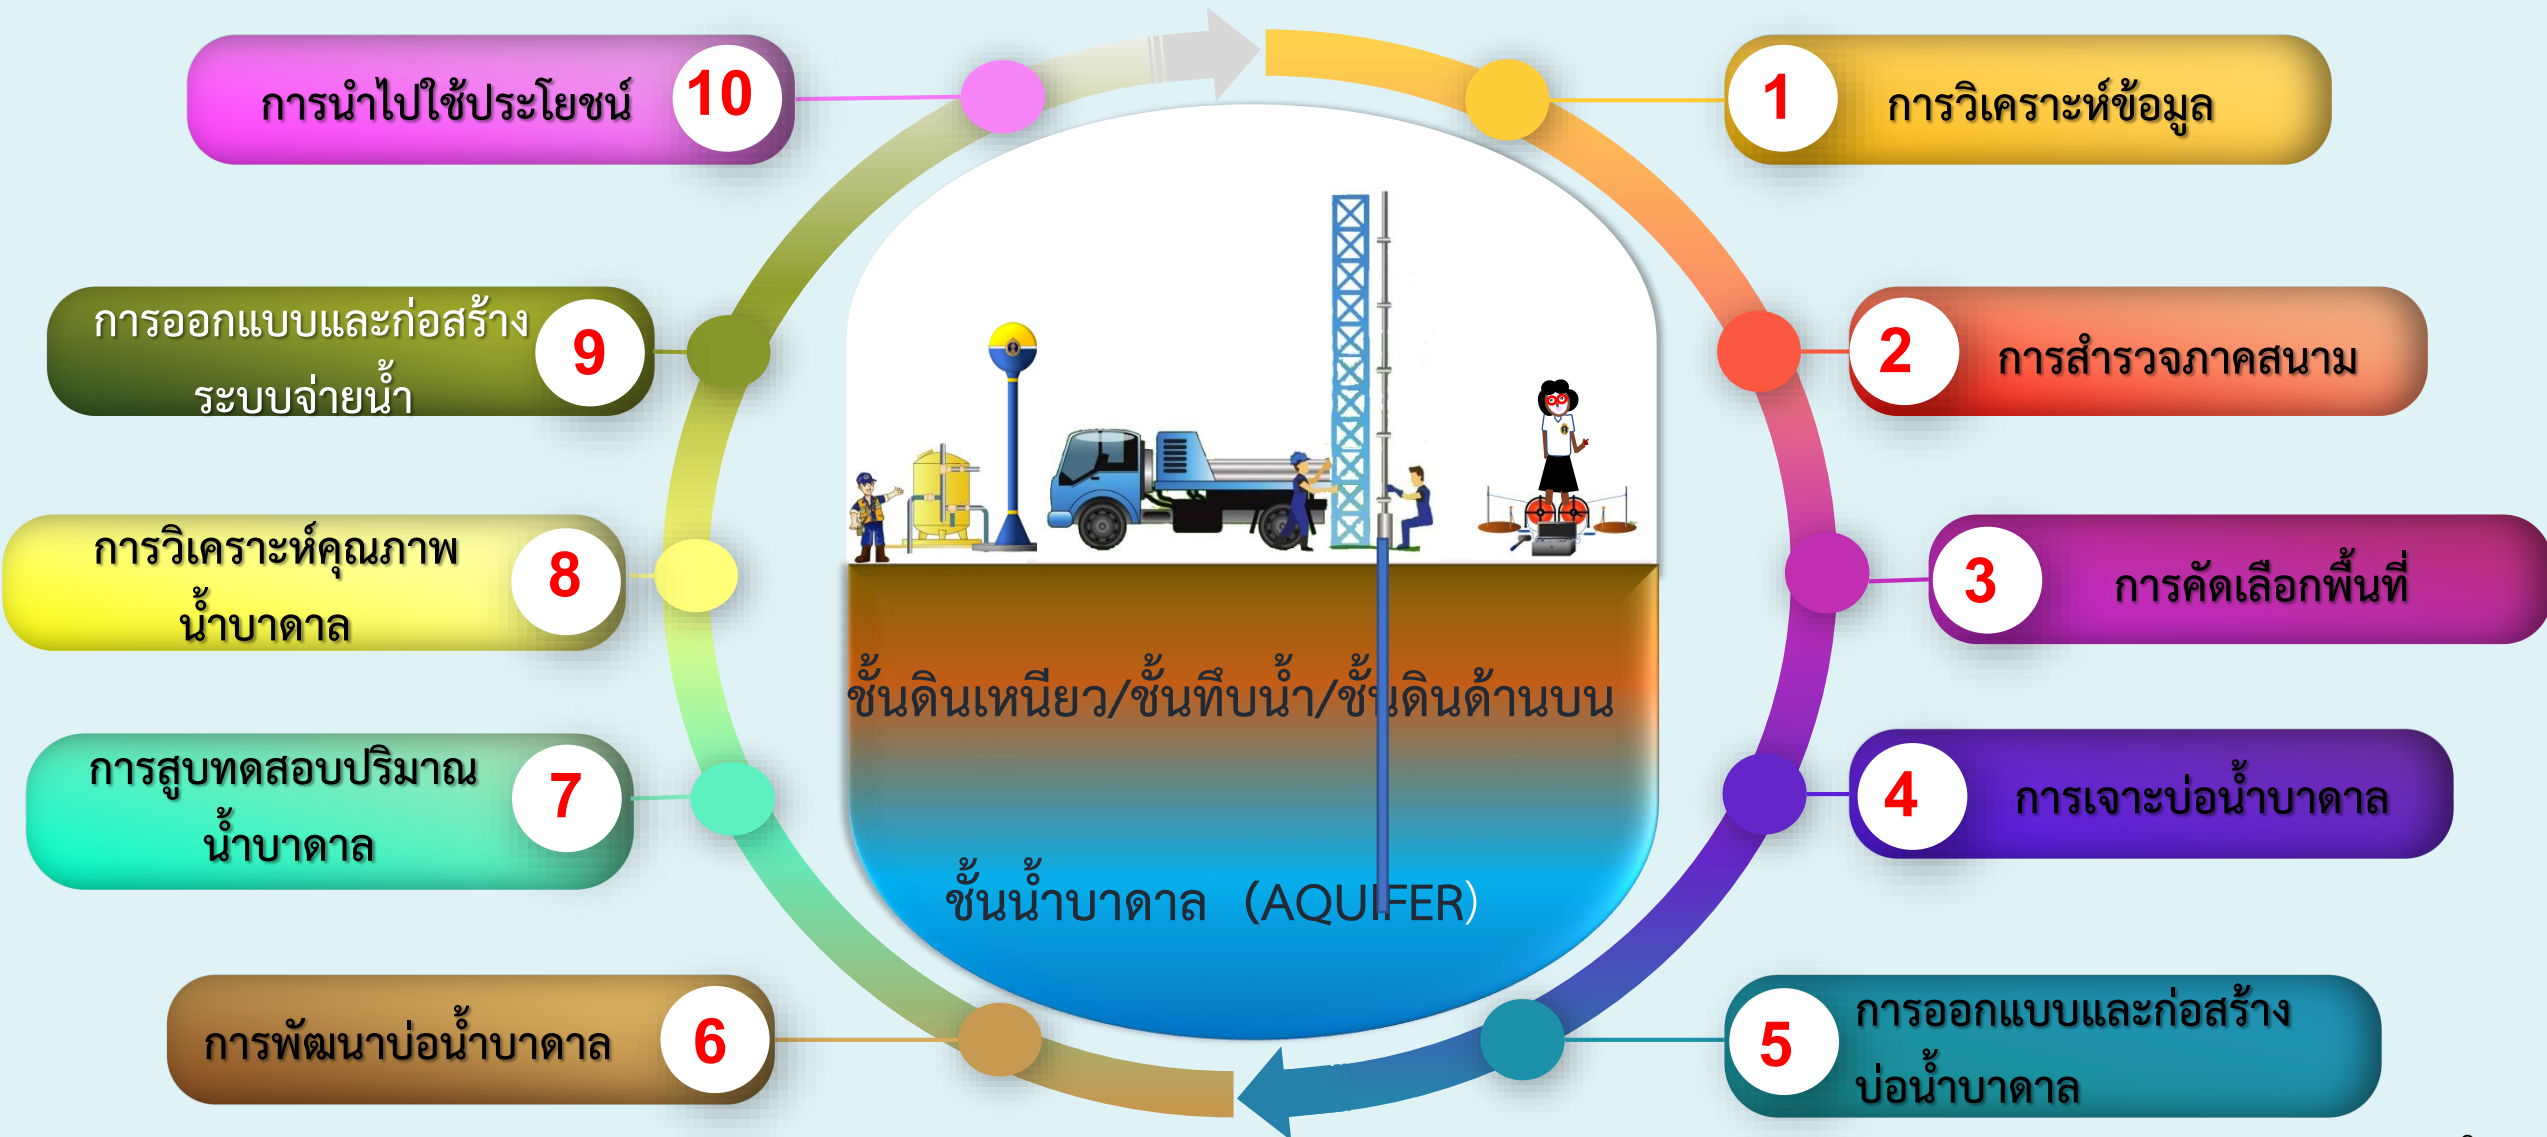 1
การวิเคราะห์ข้อมูล
2
การสำรวจภาคสนาม
3
การคัดเลือกพื้นที่
4
การเจาะบ่อน้ำบาดาล
5
การออกแบบและก่อสร้าง
บ่อน้ำบาดาล
6
การพัฒนาบ่อน้ำบาดาล
7
การสูบทดสอบปริมาณ
น้ำบาดาล
8
การวิเคราะห์คุณภาพ
น้ำบาดาล
9
การออกแบบและก่อสร้าง
ระบบจ่ายน้ำ
10
การนำไปใช้ประโยชน์
ชั้นดินเหนียว/ชั้นทึบน้ำ/ชั้นดินด้านบน
ชั้นน้ำบาดาล (AQUIFER)